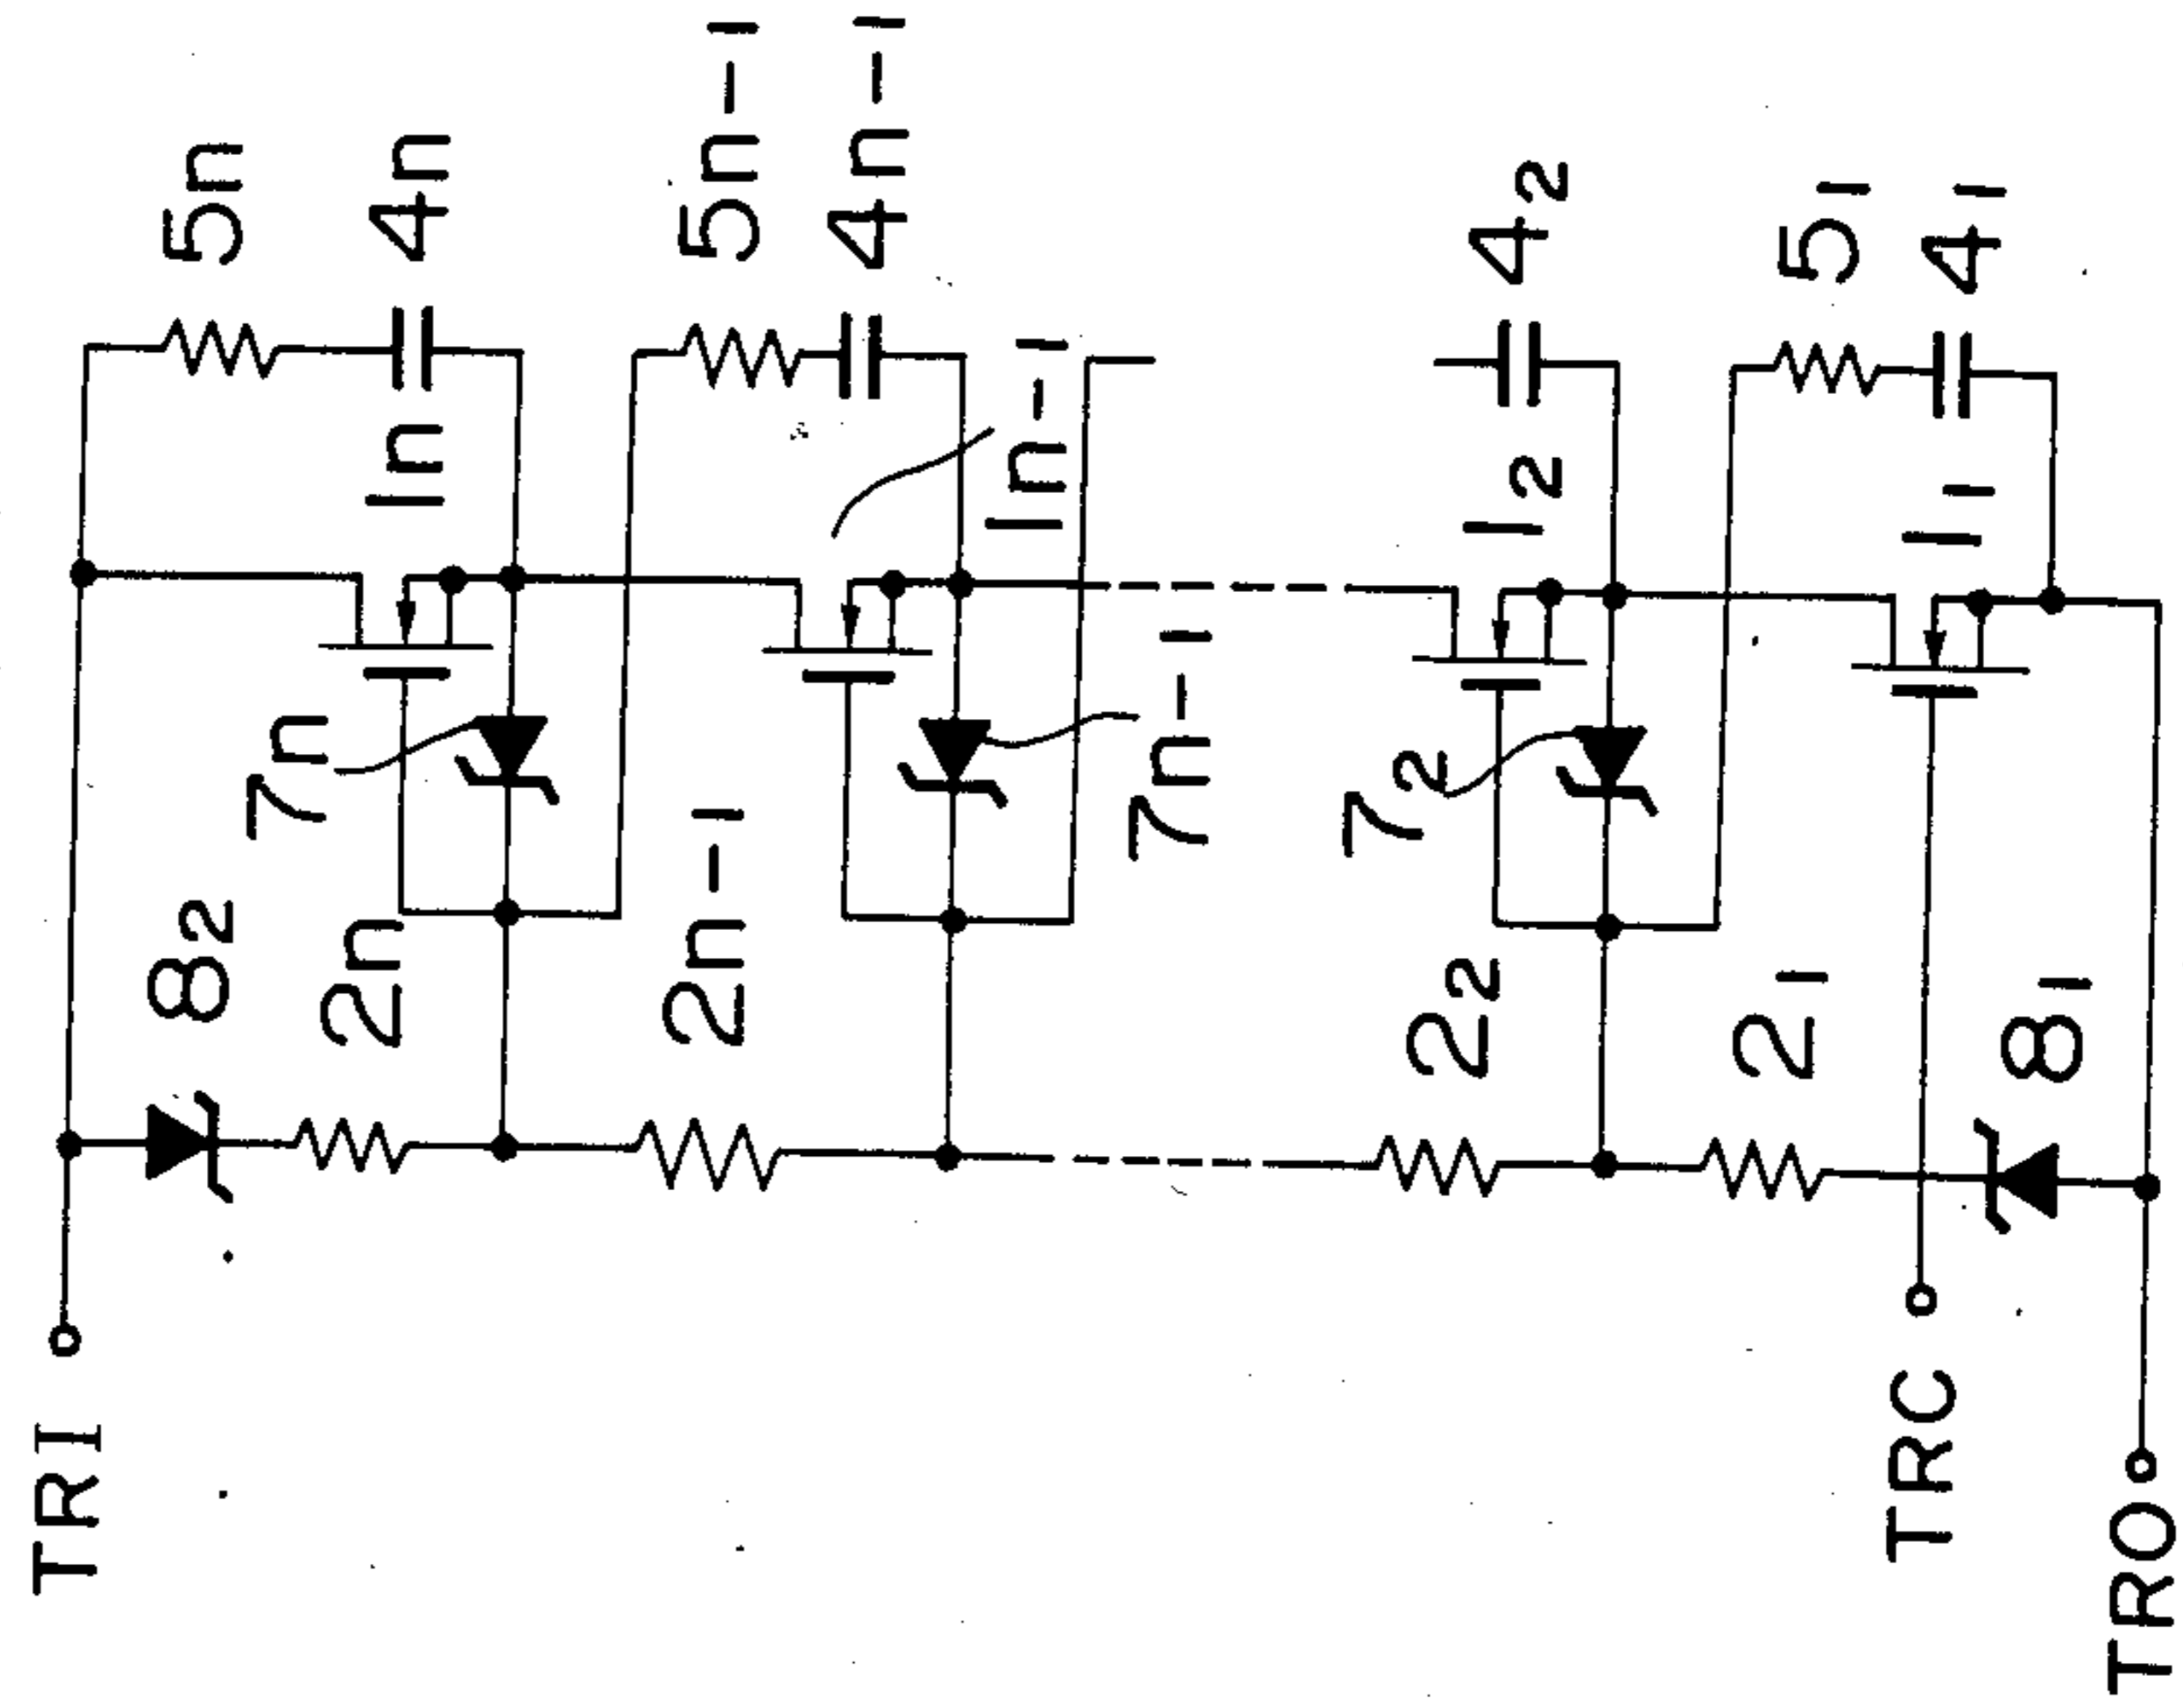 TRI
8₂
5n
7n
2n
1n
4n
2n-1
5n-1
4n-1
1n-1
7n-1
7₂
2₂
1₂
4₂
2₁
5₁
TRC
1₁
4₁
8₁
TRO